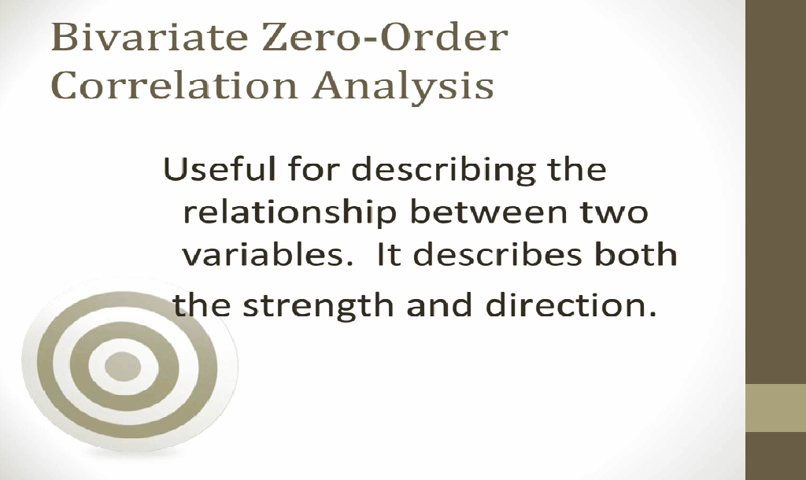 Bivariate Zero-Order
Correlation Analysis
Useful for describing the
relationship between two
variables.  It describes both
the strength and direction.